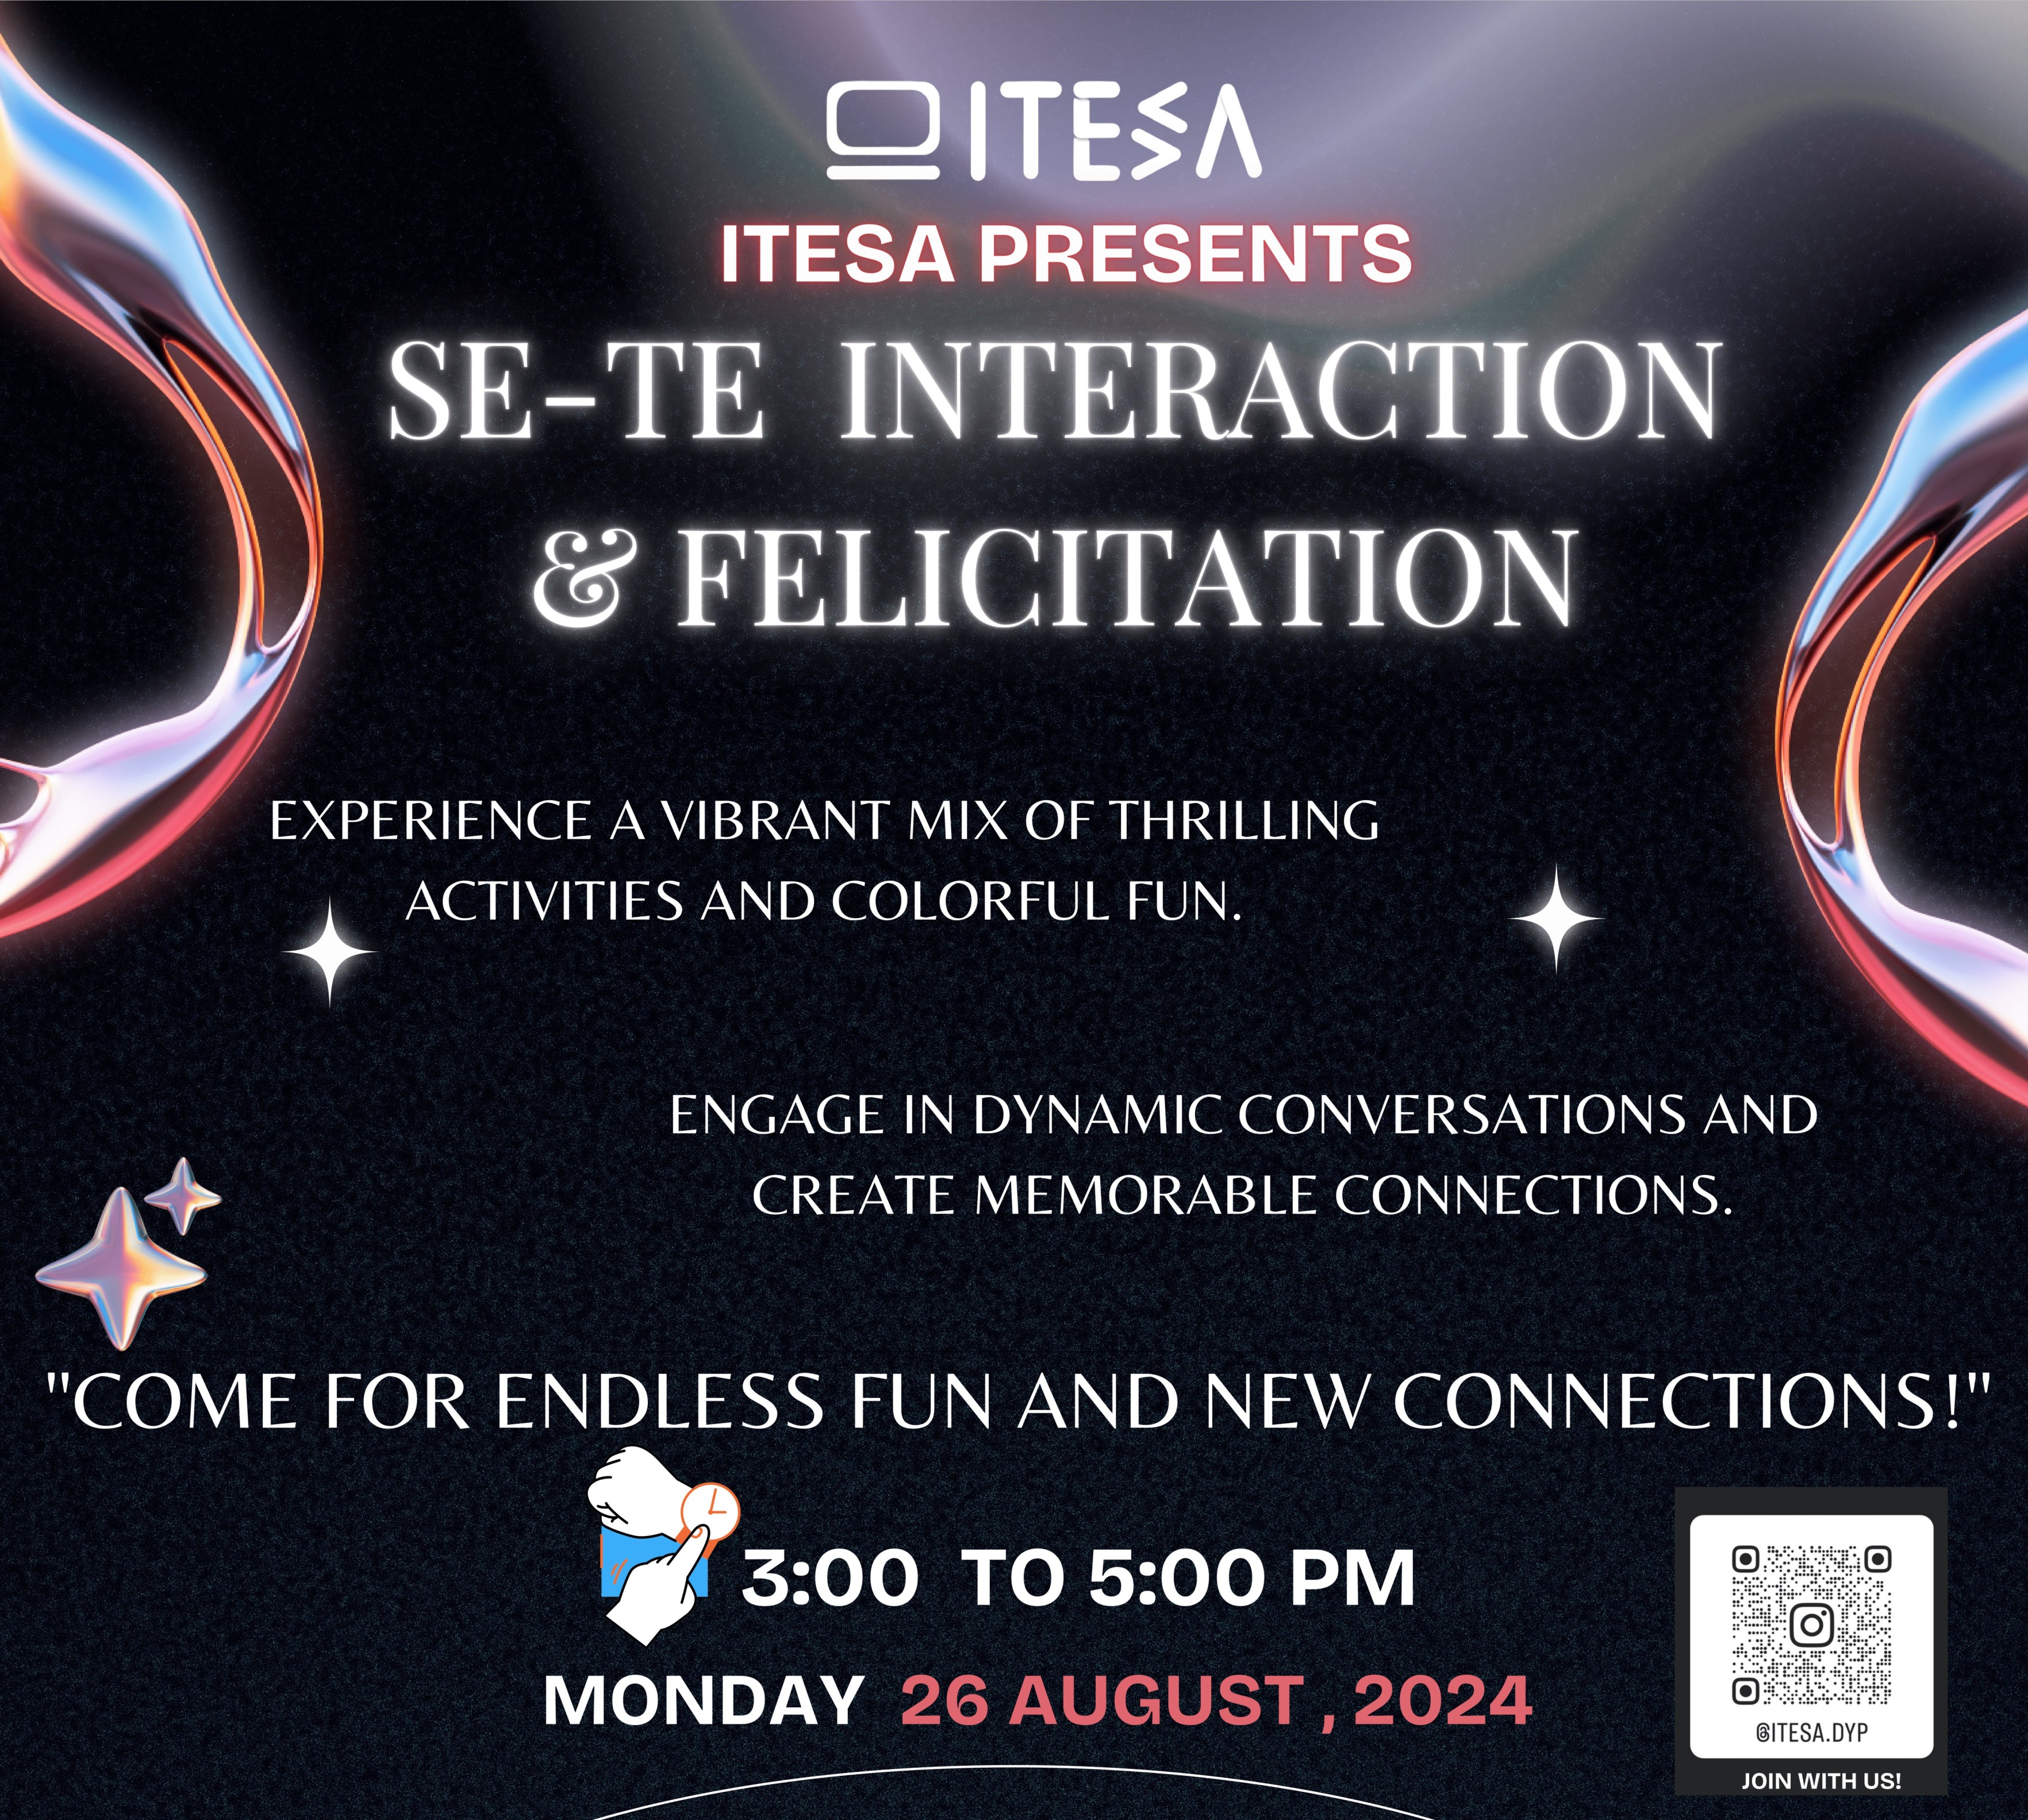 ITESA
ITESA PRESENTS
SE-TE INTERACTION
& FELICITATION
EXPERIENCE A VIBRANT MIX OF THRILLING
ACTIVITIES AND COLORFUL FUN.
ENGAGE IN DYNAMIC CONVERSATIONS AND
CREATE MEMORABLE CONNECTIONS.
"COME FOR ENDLESS FUN AND NEW CONNECTIONS!"
3:00 TO 5:00 PM
MONDAY 26 AUGUST , 2024
@ITESA.DYP
JOIN WITH US!